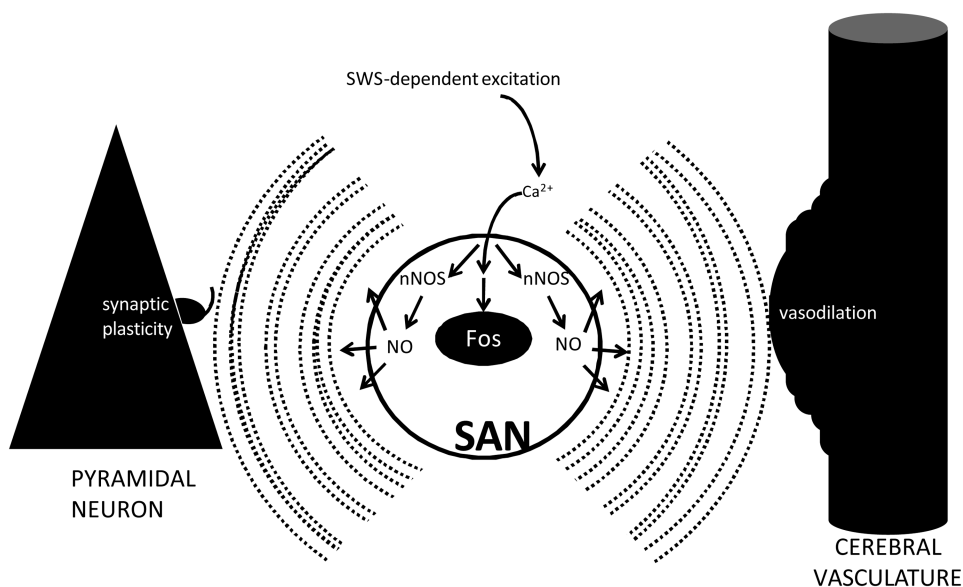 SWS-dependent excitation
Ca²⁺
nNOS
nNOS
synaptic
plasticity
vasodilation
NO
Fos
NO
SAN
PYRAMIDAL
NEURON
CEREBRAL
VASCULATURE